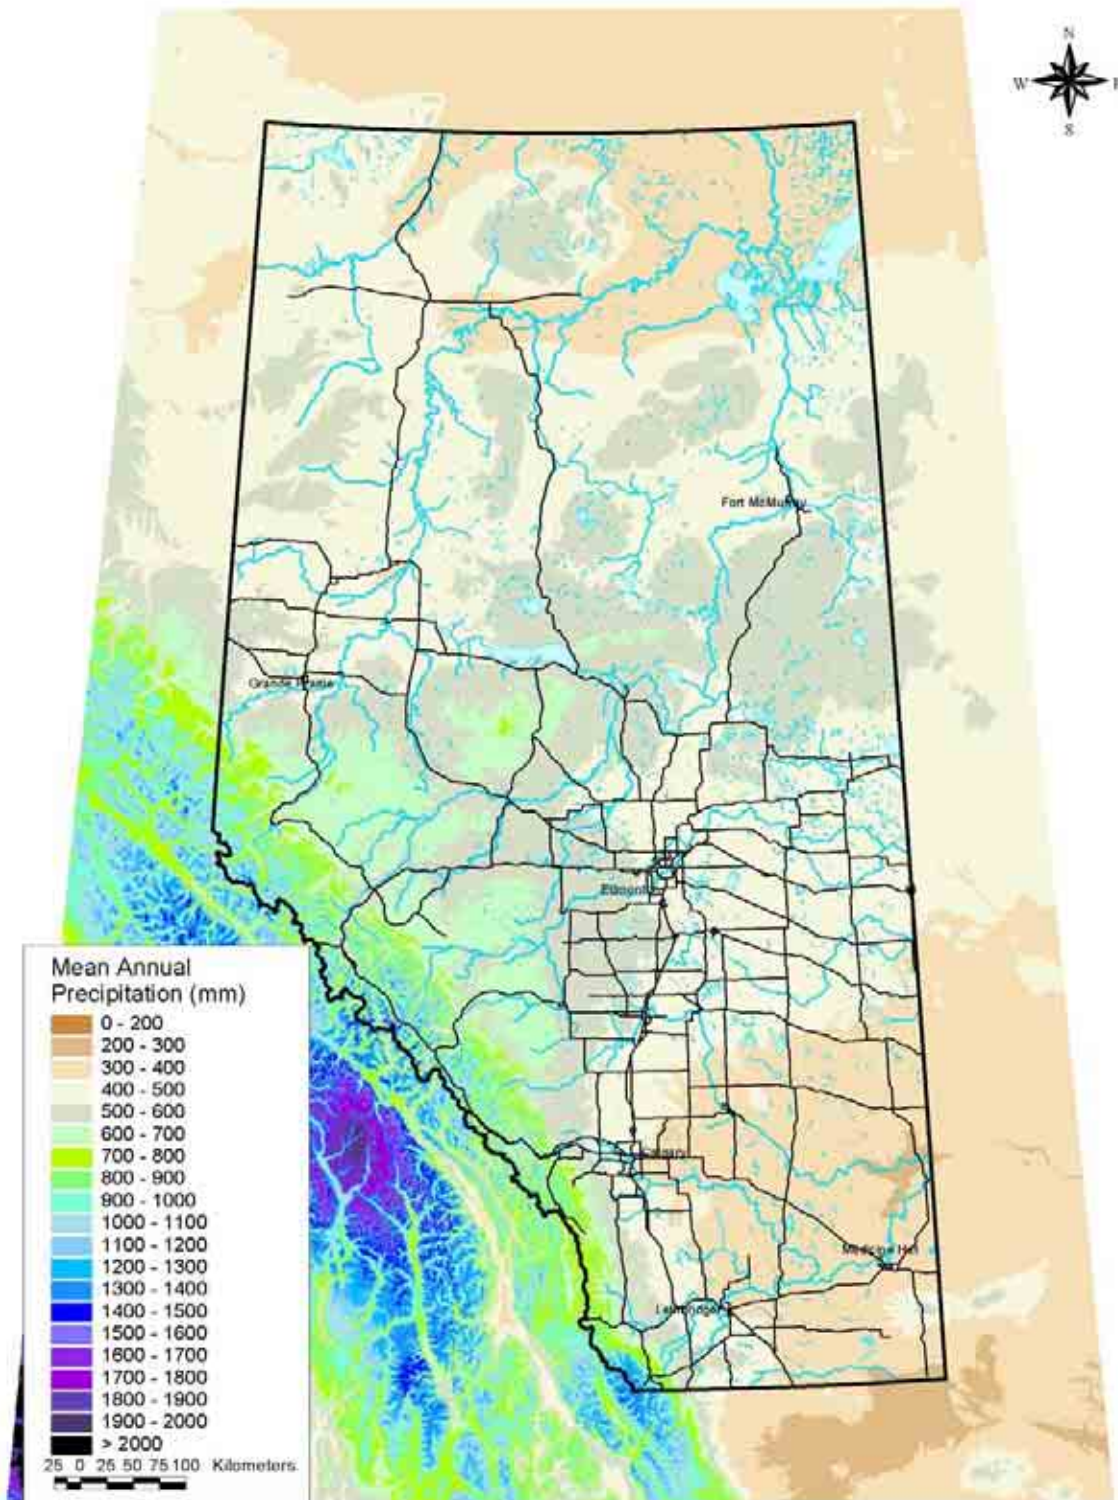 N
W E
S
Fort McMurray
Grande Prairie
Edmonton
Calgary
Medicine Hat
Lethbridge
Mean Annual
Precipitation (mm)
0 - 200
200 - 300
300 - 400
400 - 500
500 - 600
600 - 700
700 - 800
800 - 900
900 - 1000
1000 - 1100
1100 - 1200
1200 - 1300
1300 - 1400
1400 - 1500
1500 - 1600
1600 - 1700
1700 - 1800
1800 - 1900
1900 - 2000
> 2000
25 0 25 50 75 100 Kilometers